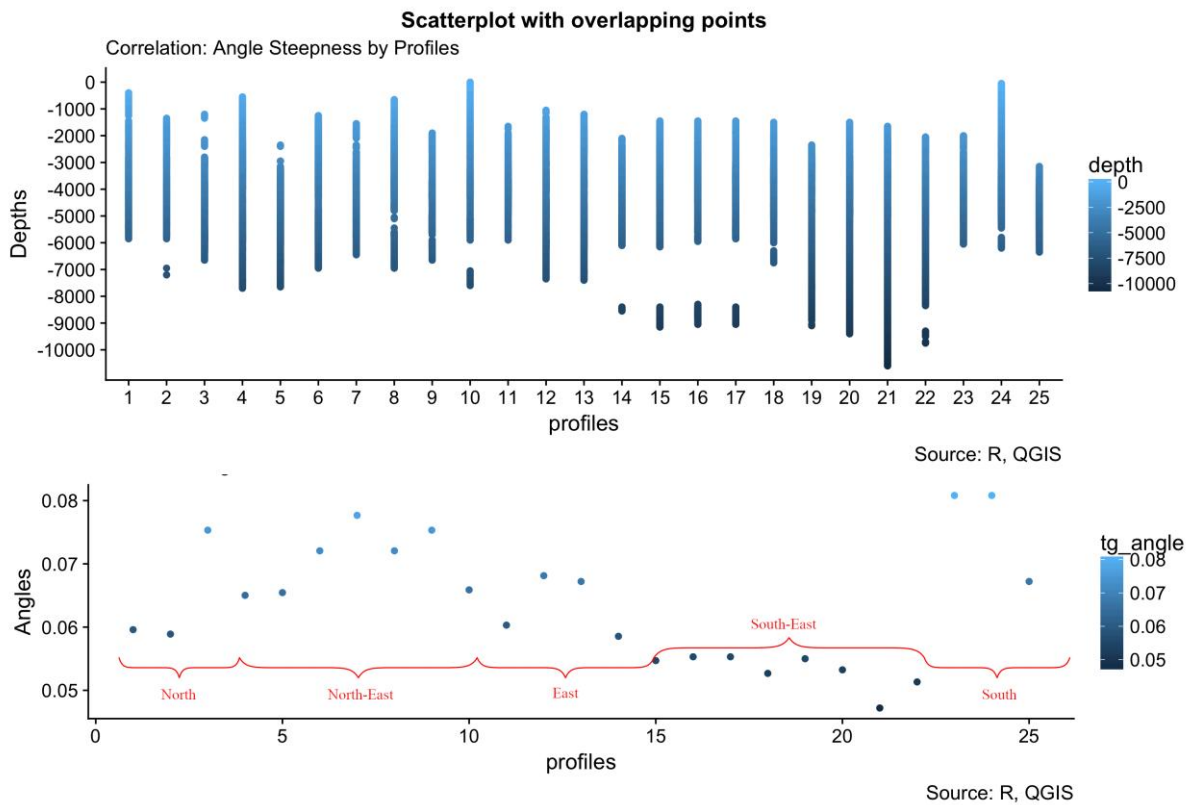 Scatterplot with overlapping points
Correlation: Angle Steepness by Profiles
0
-1000
-2000
-3000
-4000
-5000
-6000
-7000
-8000
-9000
-10000
Depths
1 2 3 4 5 6 7 8 9 10 11 12 13 14 15 16 17 18 19 20 21 22 23 24 25
profiles
depth
0
-2500
-5000
-7500
-10000
Source: R, QGIS
0.08
0.07
0.06
0.05
Angles
North
North-East
East
South-East
South
0 5 10 15 20 25
profiles
tg_angle
0.08
0.07
0.06
0.05
Source: R, QGIS